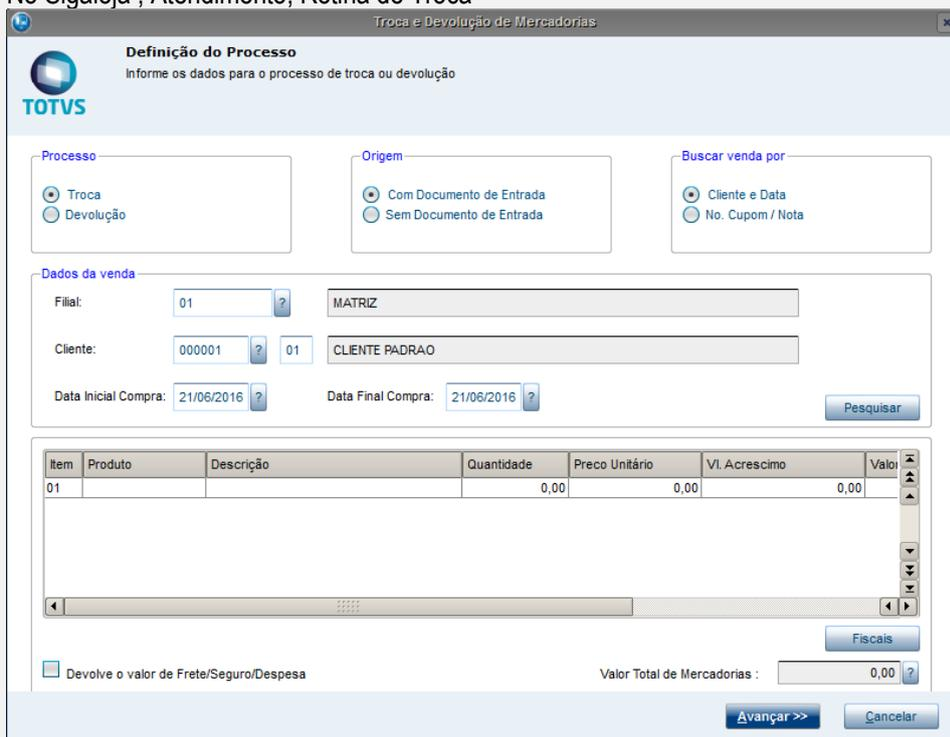 No Sigaloja , Atendimento, Rotina de Troca
Troca e Devolução de Mercadorias
Definição do Processo
Informe os dados para o processo de troca ou devolução
TOTVS
Processo
Troca
Devolução
Origem
Com Documento de Entrada
Sem Documento de Entrada
Buscar venda por
Cliente e Data
No. Cupom / Nota
Dados da venda
Filial: 01 ? MATRIZ
Cliente: 000001 ? 01 CLIENTE PADRAO
Data Inicial Compra: 21/06/2016 ? Data Final Compra: 21/06/2016 ?
Pesquisar
Item Produto Descrição Quantidade Preco Unitário Vl. Acrescimo Valor
01 0,00 0,00 0,00
Fiscais
Devolve o valor de Frete/Seguro/Despesa Valor Total de Mercadorias : 0,00 ?
Avançar >> Cancelar